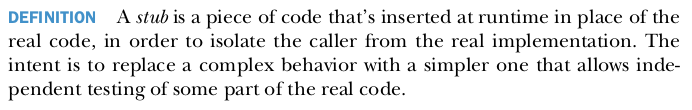 DEFINITION A stub is a piece of code that’s inserted at runtime in place of the
real code, in order to isolate the caller from the real implementation. The
intent is to replace a complex behavior with a simpler one that allows inde-
pendent testing of some part of the real code.